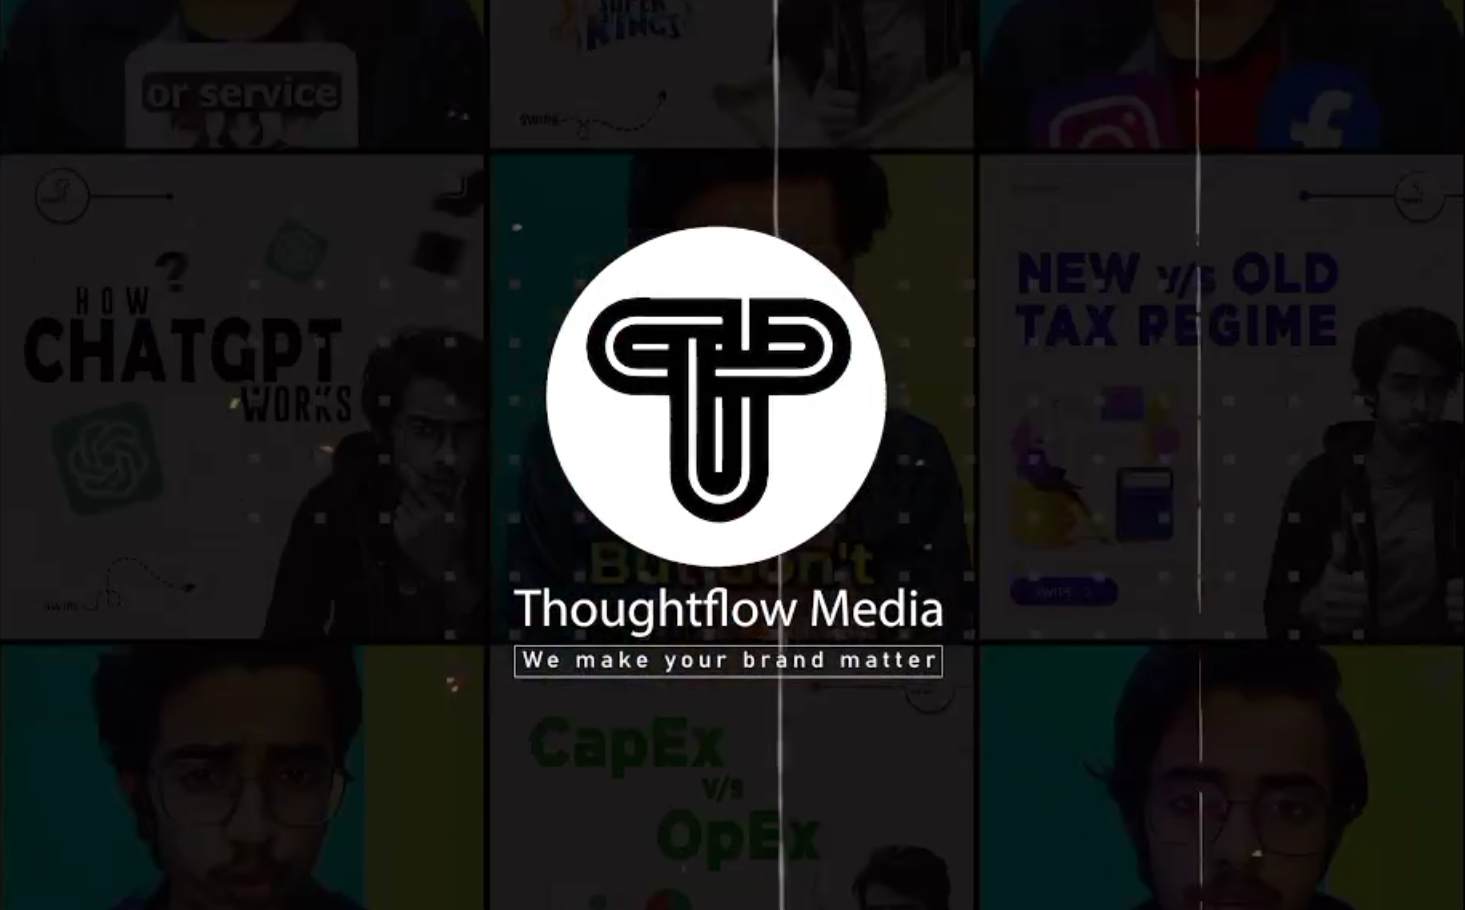 or service
SUPER
KINGS
SWIPE
HOW
CHATGPT
WORKS
?
SWIPE
NEW v/s OLD
TAX REGIME
SWIPE
But don't
Thoughtflow Media
We make your brand matter
CapEx
v/s
OpEx